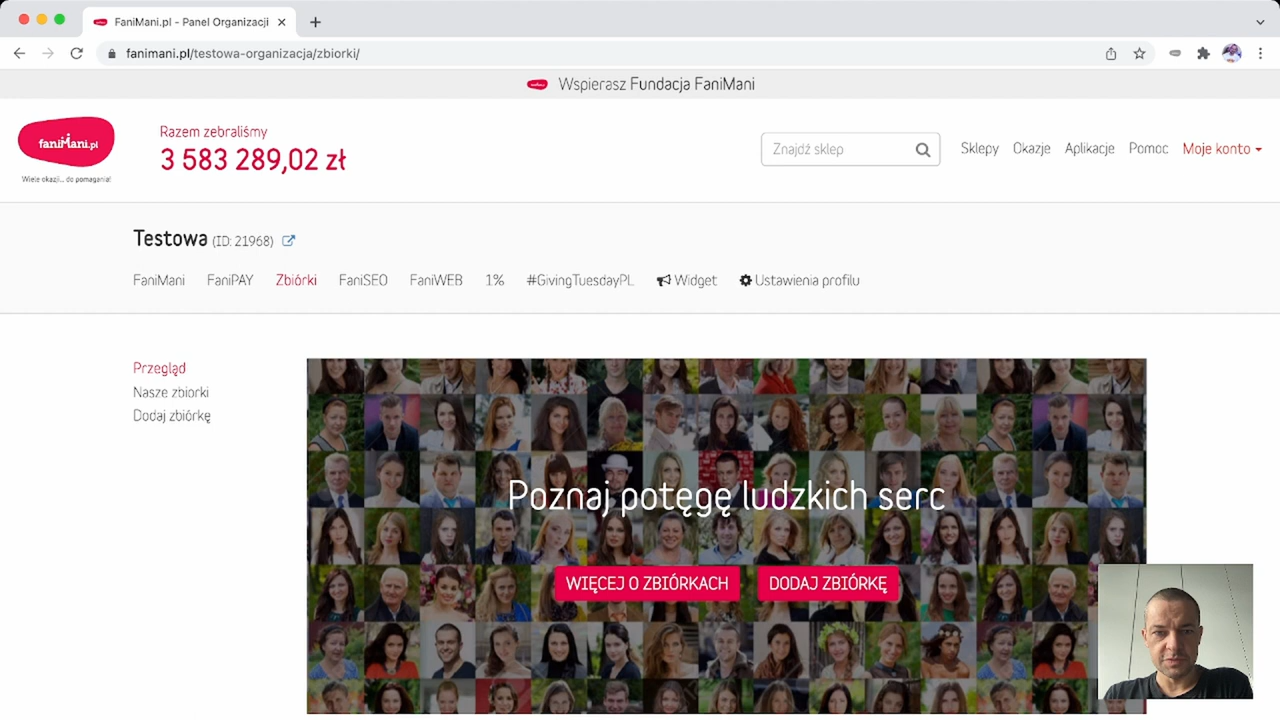 FaniMani.pl - Panel Organizacji
fanimani.pl/testowa-organizacja/zbiorki/
Wspierasz Fundacja FaniMani
faniMani.pl
Wiele okazji... do pomagania!
Razem zebraliśmy
3 583 289,02 zł
Znajdź sklep
Sklepy Okazje Aplikacje Pomoc Moje konto
Testowa (ID: 21968)
FaniMani FaniPAY Zbiórki FaniSEO FaniWEB 1% #GivingTuesdayPL Widget Ustawienia profilu
Przegląd
Nasze zbiorki
Dodaj zbiórkę
Poznaj potęgę ludzkich serc
WIĘCEJ O ZBIÓRKACH DODAJ ZBIÓRKĘ